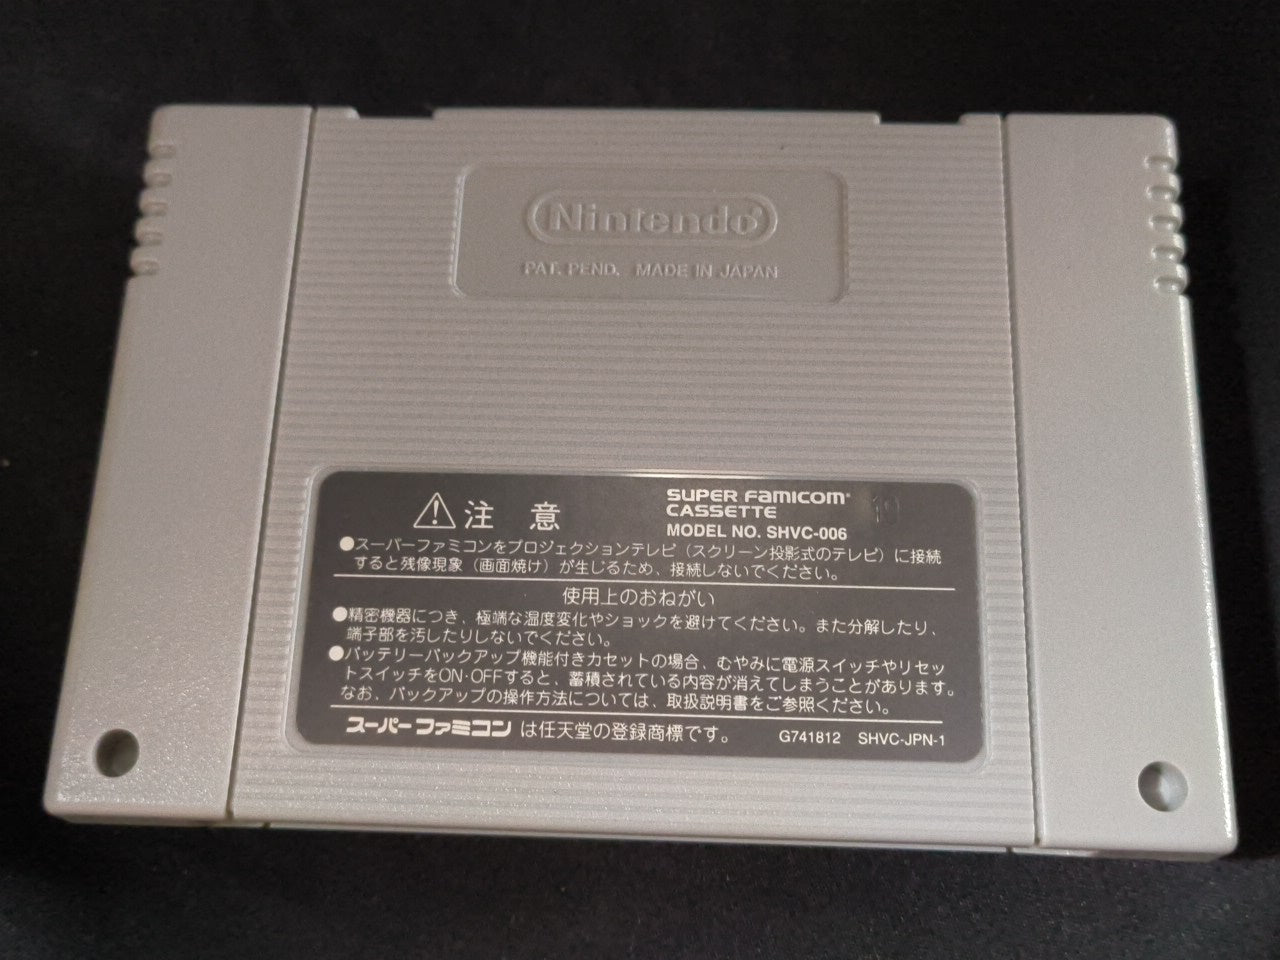 Nintendo
PAT. PEND. MADE IN JAPAN
注 意
SUPER FAMICOM
CASSETTE
MODEL NO. SHVC-006
●スーパーファミコンをプロジェクションテレビ（スクリーン投影式のテレビ）に接続
すると残像現象（画面焼け）が生じるため、接続しないでください。
使用上のおねがい
●精密機器につき、極端な温度変化やショックを避けてください。また分解したり、
端子部を汚したりしないでください。
●バッテリーバックアップ機能付きカセットの場合、むやみに電源スイッチやリセッ
トスイッチをON・OFFすると、蓄積されている内容が消えてしまうことがあります。
なお、バックアップの操作方法については、取扱説明書をご参照ください。
スーパーファミコン は任天堂の登録商標です。
G741812 SHVC-JPN-1